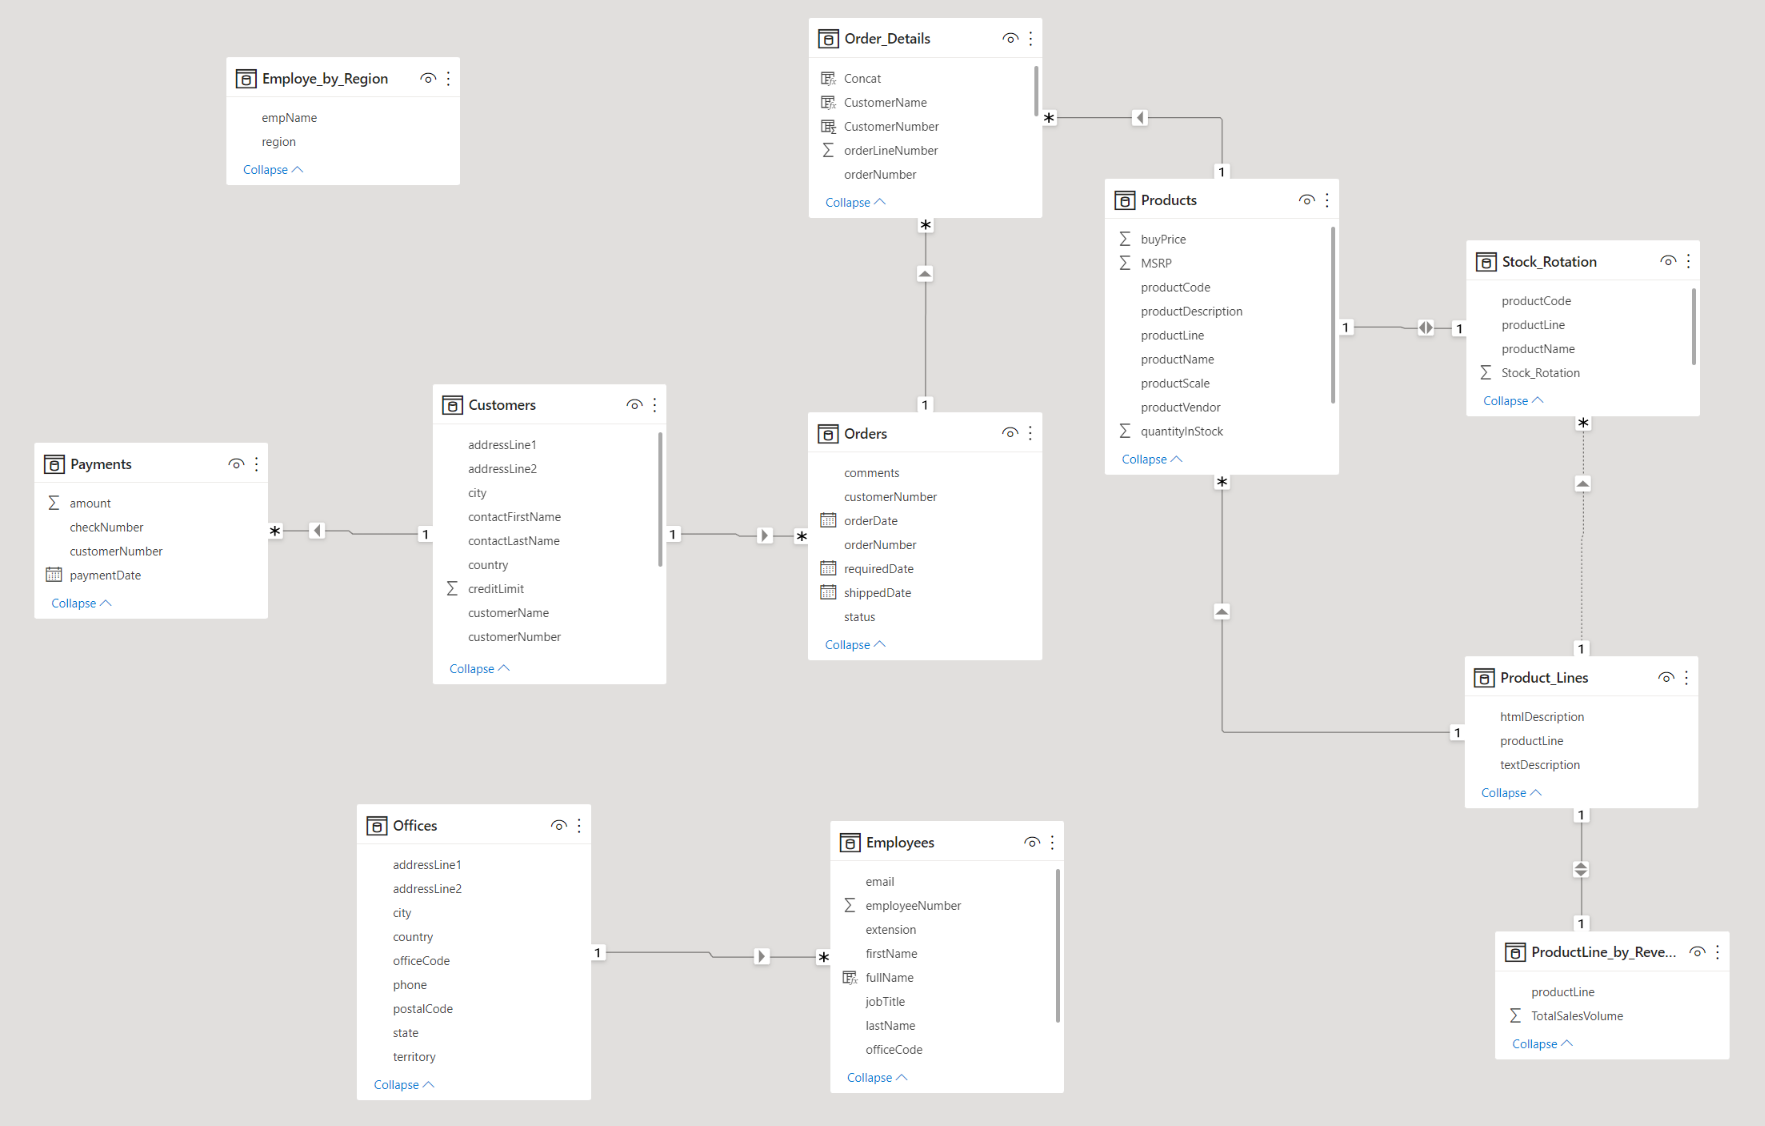 Employe_by_Region
empName
region
Collapse
Order_Details
Concat
CustomerName
CustomerNumber
orderLineNumber
orderNumber
Collapse
*
1
*
1
Products
buyPrice
MSRP
productCode
productDescription
productLine
productName
productScale
productVendor
quantityInStock
Collapse
1
1
*
Stock_Rotation
productCode
productLine
productName
Stock_Rotation
Collapse
*
1
Customers
addressLine1
addressLine2
city
contactFirstName
contactLastName
country
creditLimit
customerName
customerNumber
Collapse
Payments
amount
checkNumber
customerNumber
paymentDate
Collapse
*
1
1
*
Orders
comments
customerNumber
orderDate
orderNumber
requiredDate
shippedDate
status
Collapse
Product_Lines
htmlDescription
productLine
textDescription
Collapse
1
1
1
Offices
addressLine1
addressLine2
city
country
officeCode
phone
postalCode
state
territory
Collapse
1
*
Employees
email
employeeNumber
extension
firstName
fullName
jobTitle
lastName
officeCode
Collapse
ProductLine_by_Reve...
productLine
TotalSalesVolume
Collapse